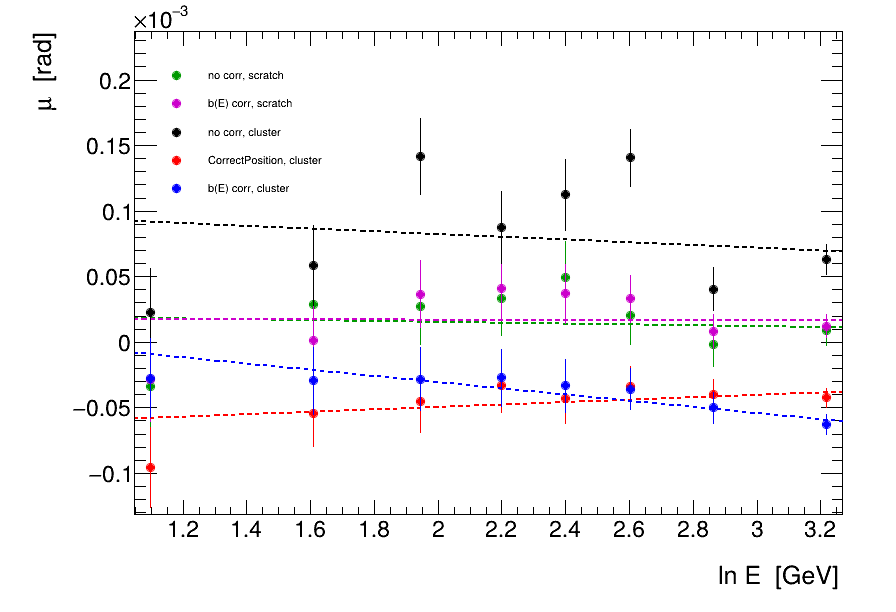 ×10⁻³
μ [rad]
0.2
0.15
0.1
0.05
0
−0.05
−0.1
no corr, scratch
b(E) corr, scratch
no corr, cluster
CorrectPosition, cluster
b(E) corr, cluster
1.2 1.4 1.6 1.8 2 2.2 2.4 2.6 2.8 3 3.2
ln E [GeV]